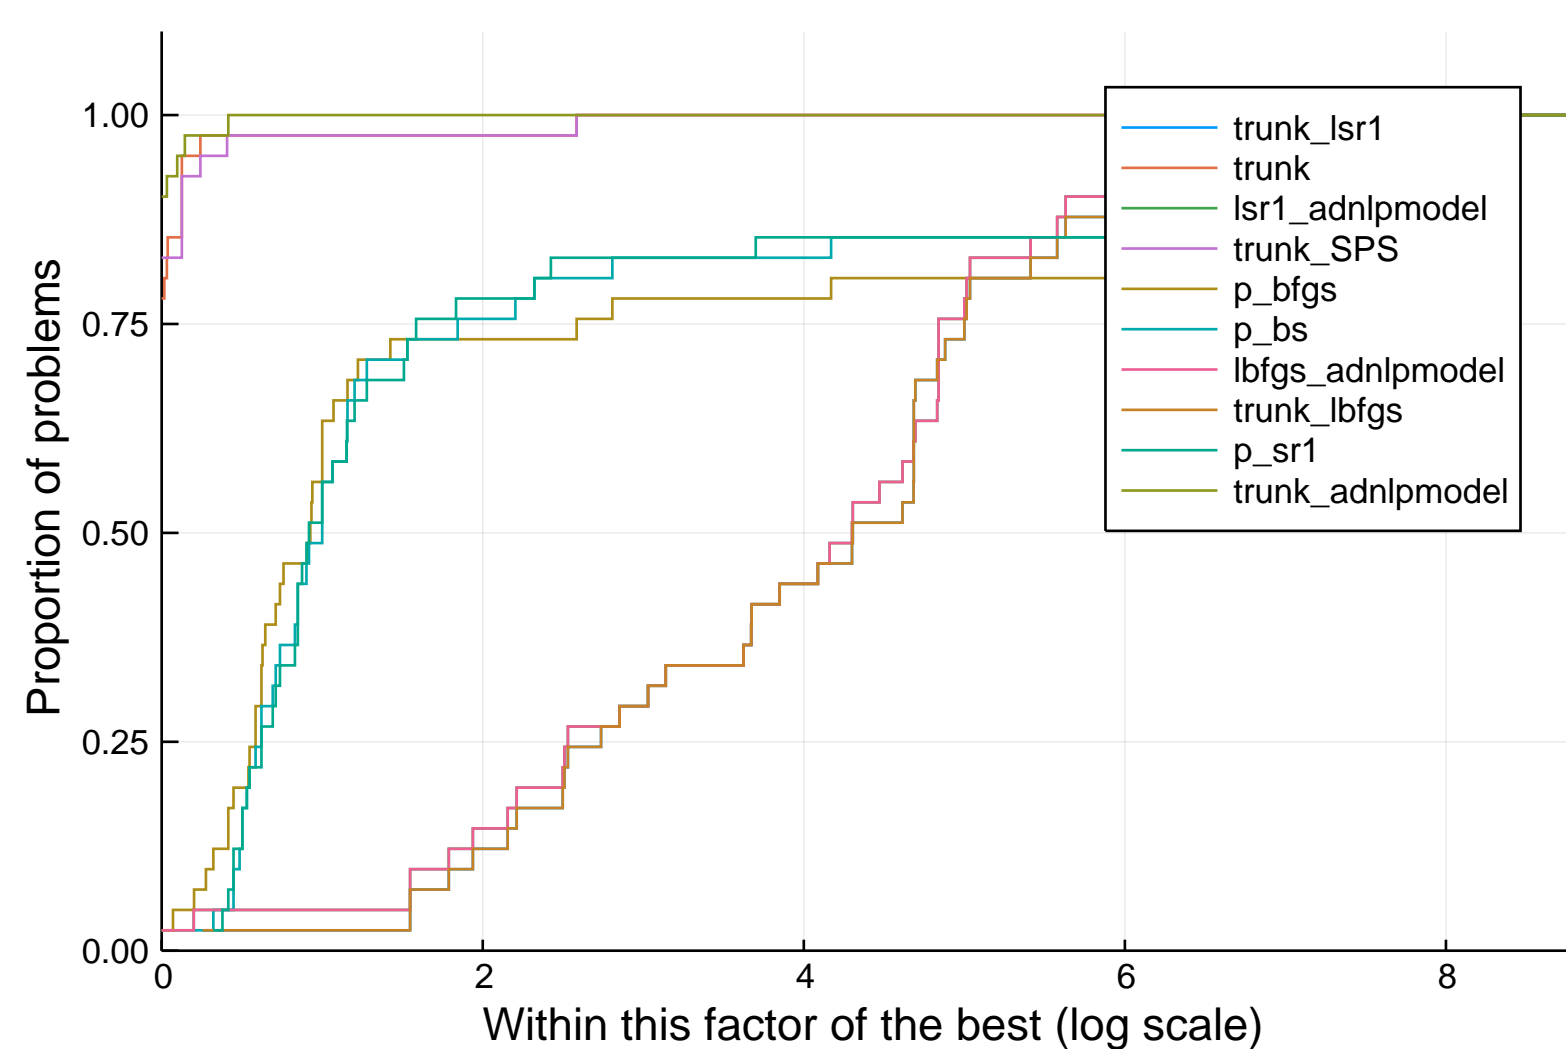 Proportion of problems
1.00
0.75
0.50
0.25
0.00
0
2
4
6
8
Within this factor of the best (log scale)
trunk_lsr1
trunk
lsr1_adnlpmodel
trunk_SPS
p_bfgs
p_bs
lbfgs_adnlpmodel
trunk_lbfgs
p_sr1
trunk_adnlpmodel